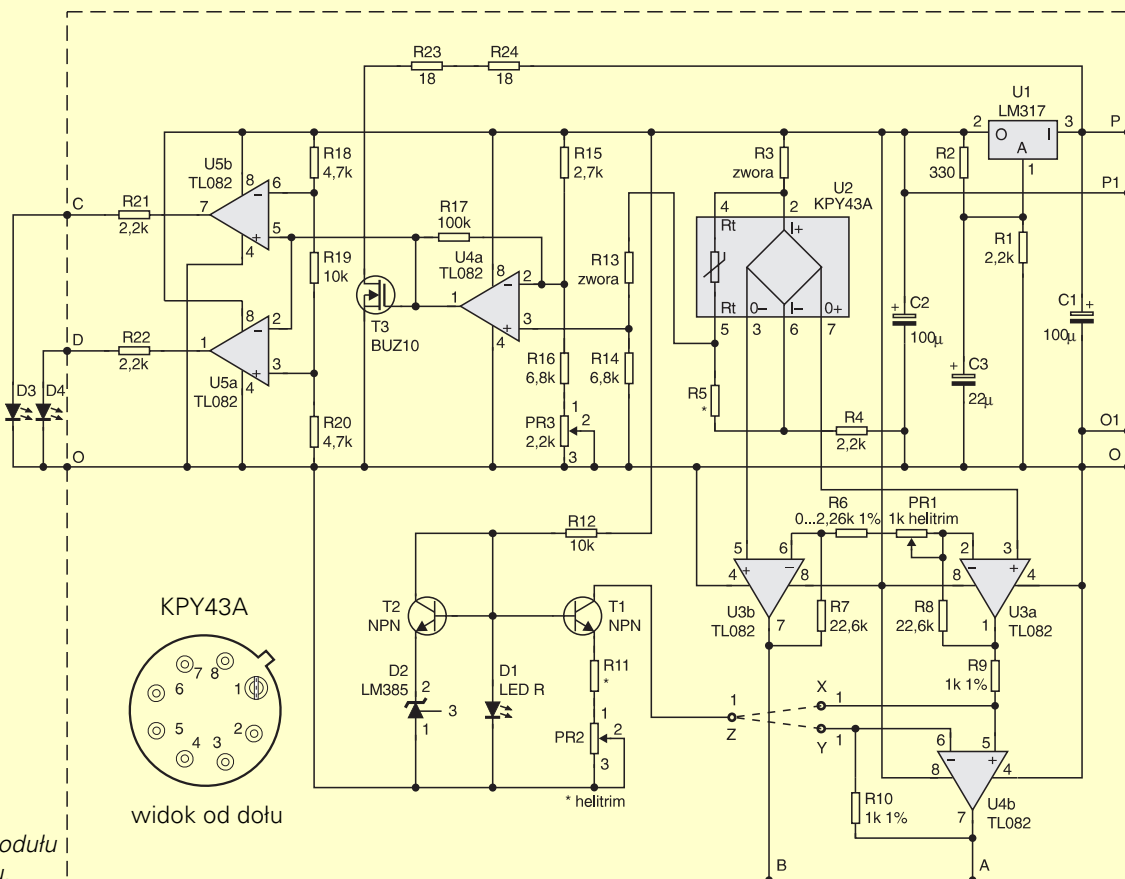 R23
18
R24
18
U1
LM317
2
O
I
3
A
1
P
P1
R2
330
R1
2,2k
C1
100µ
+
C2
100µ
+
C3
22µ
+
O1
O
R3
zwora
U2
KPY43A
4
2
Rt
I+
Rt
0–
I–
0+
5
3
6
7
R5
*
R4
2,2k
R13
zwora
R14
6,8k
R15
2,7k
R16
6,8k
PR3
2,2k
1
2
3
R17
100k
U4a
TL082
8
2
–
1
3
+
4
T3
BUZ10
R18
4,7k
R19
10k
R20
4,7k
U5b
TL082
8
6
–
7
5
+
4
8
2
–
1
3
+
4
U5a
TL082
C
R21
2,2k
D
R22
2,2k
D3
D4
O
R12
10k
T2
NPN
T1
NPN
D2
LM385
2
3
1
D1
LED R
R11
*
PR2
1
2
3
* helitrim
R6
0...2,26k 1%
PR1
1k helitrim
5
6
+
–
4
8
U3b
TL082
7
R7
22,6k
R8
22,6k
2
3
–
+
8
4
U3a
TL082
1
R9
1k 1%
1
Z
X
1
Y
1
6
5
–
+
8
4
U4b
TL082
7
R10
1k 1%
B
A
KPY43A
7
8
6
1
5
2
4
3
widok od dołu
odułu